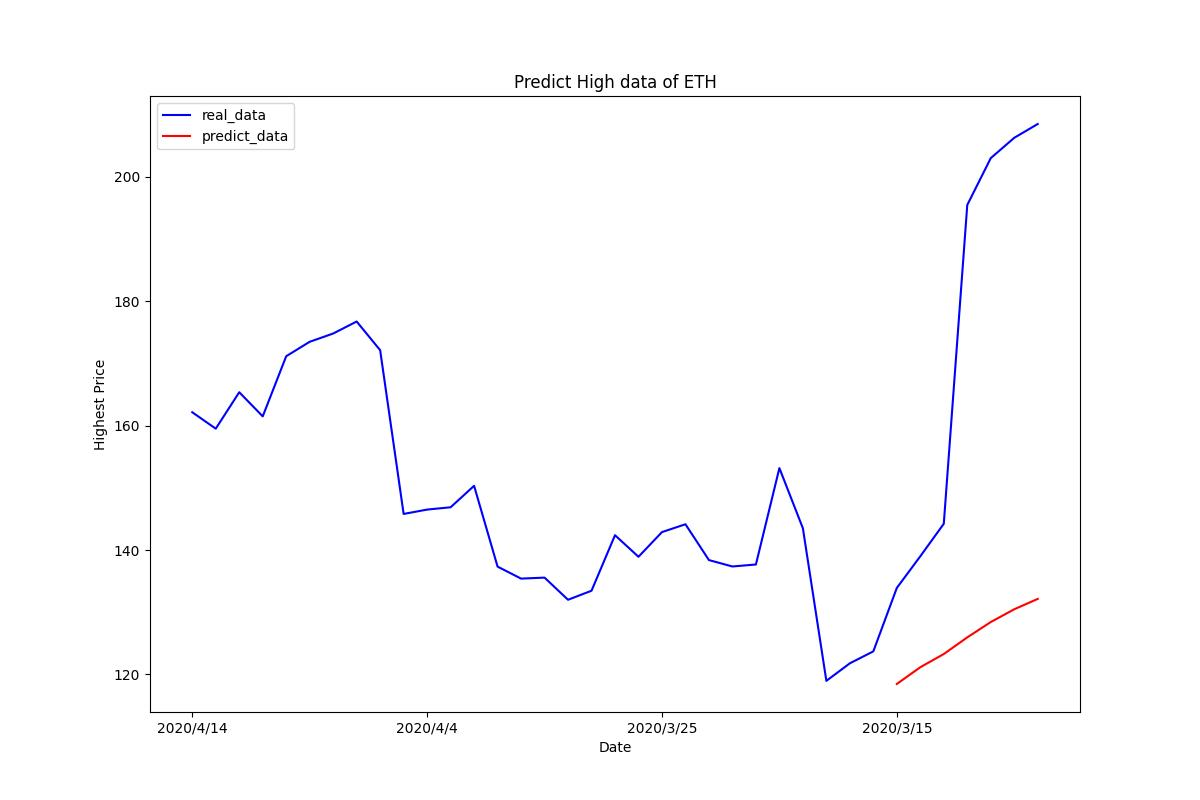 Predict High data of ETH
real_data
predict_data
200
180
160
140
120
Highest Price
2020/4/14
2020/4/4
2020/3/25
2020/3/15
Date